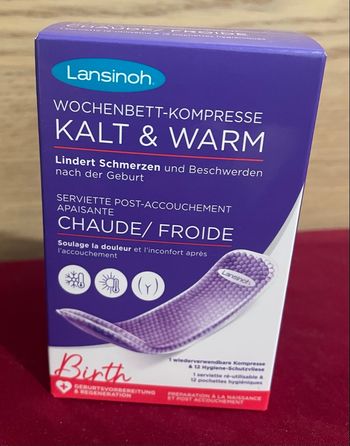 Lansinoh®
WOCHENBETT-KOMPRESSE
KALT & WARM
Lindert Schmerzen und Beschwerden
nach der Geburt
SERVIETTE POST-ACCOUCHEMENT
APAISANTE
CHAUDE/ FROIDE
Soulage la douleur et l'inconfort après
l'accouchement
Lansinoh
1 wiederverwendbare Kompresse
& 12 Hygiene-Schutzvliese
1 serviette ré-utilisable &
12 pochettes hygiéniques
Birth
GEBURTSVORBEREITUNG
& REGENERATION
PRÉPARATION À LA NAISSANCE
ET POST ACCOUCHEMENT